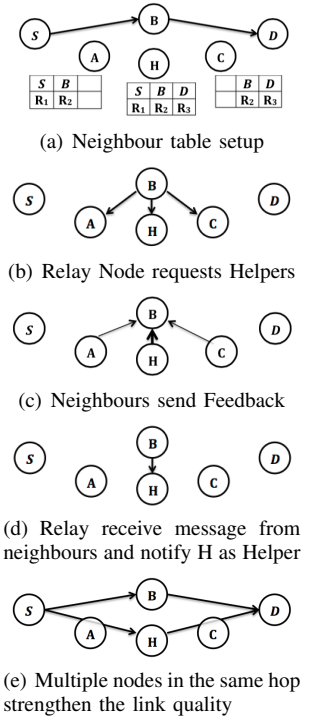 S B D
A H C
S B
R1 R2
S B D
R1 R2 R3
B D
R2 R3
(a) Neighbour table setup
B
S D
A H C
(b) Relay Node requests Helpers
B
S D
A H C
(c) Neighbours send Feedback
B
S D
A H C
(d) Relay receive message from
neighbours and notify H as Helper
B
S D
A H C
(e) Multiple nodes in the same hop
strengthen the link quality